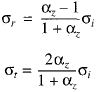 σ_r = (α_z − 1)/(1 + α_z) σ_i
σ_t = 2α_z/(1 + α_z) σ_i